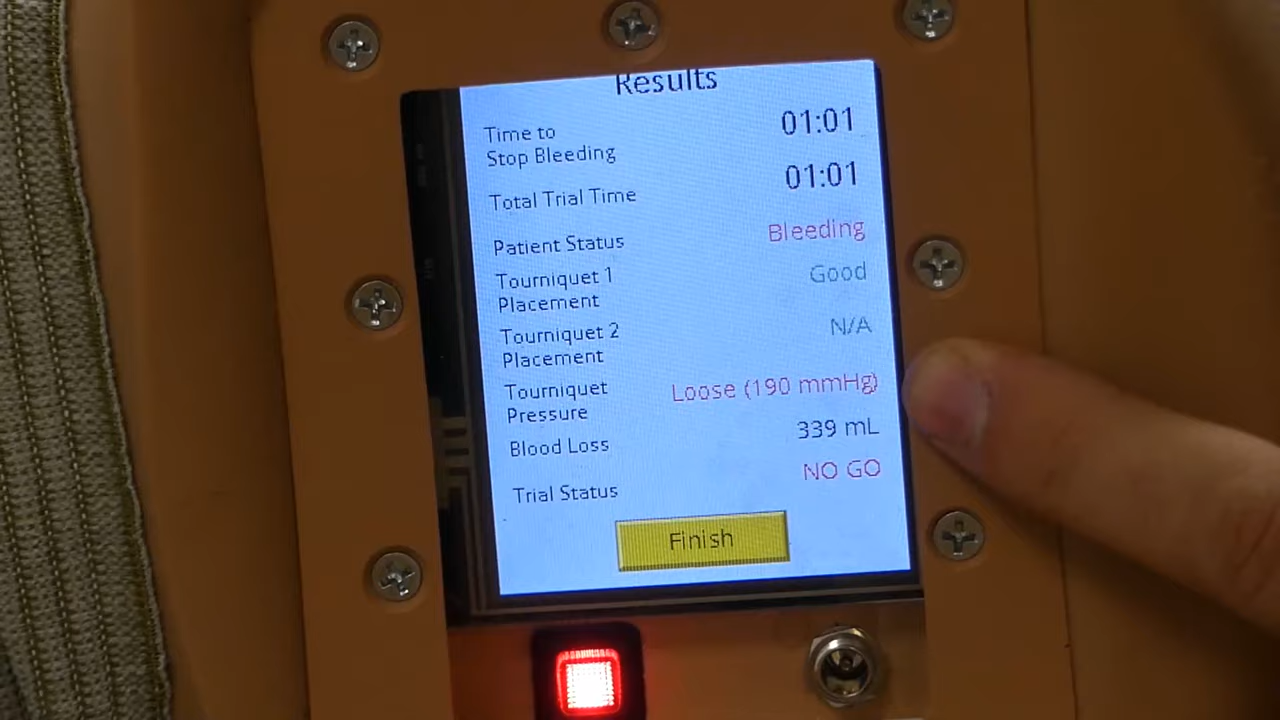 Results
Time to
Stop Bleeding
01:01
Total Trial Time
01:01
Patient Status
Bleeding
Tourniquet 1
Placement
Good
Tourniquet 2
Placement
N/A
Tourniquet
Pressure
Loose (190 mmHg)
Blood Loss
339 mL
Trial Status
NO GO
Finish